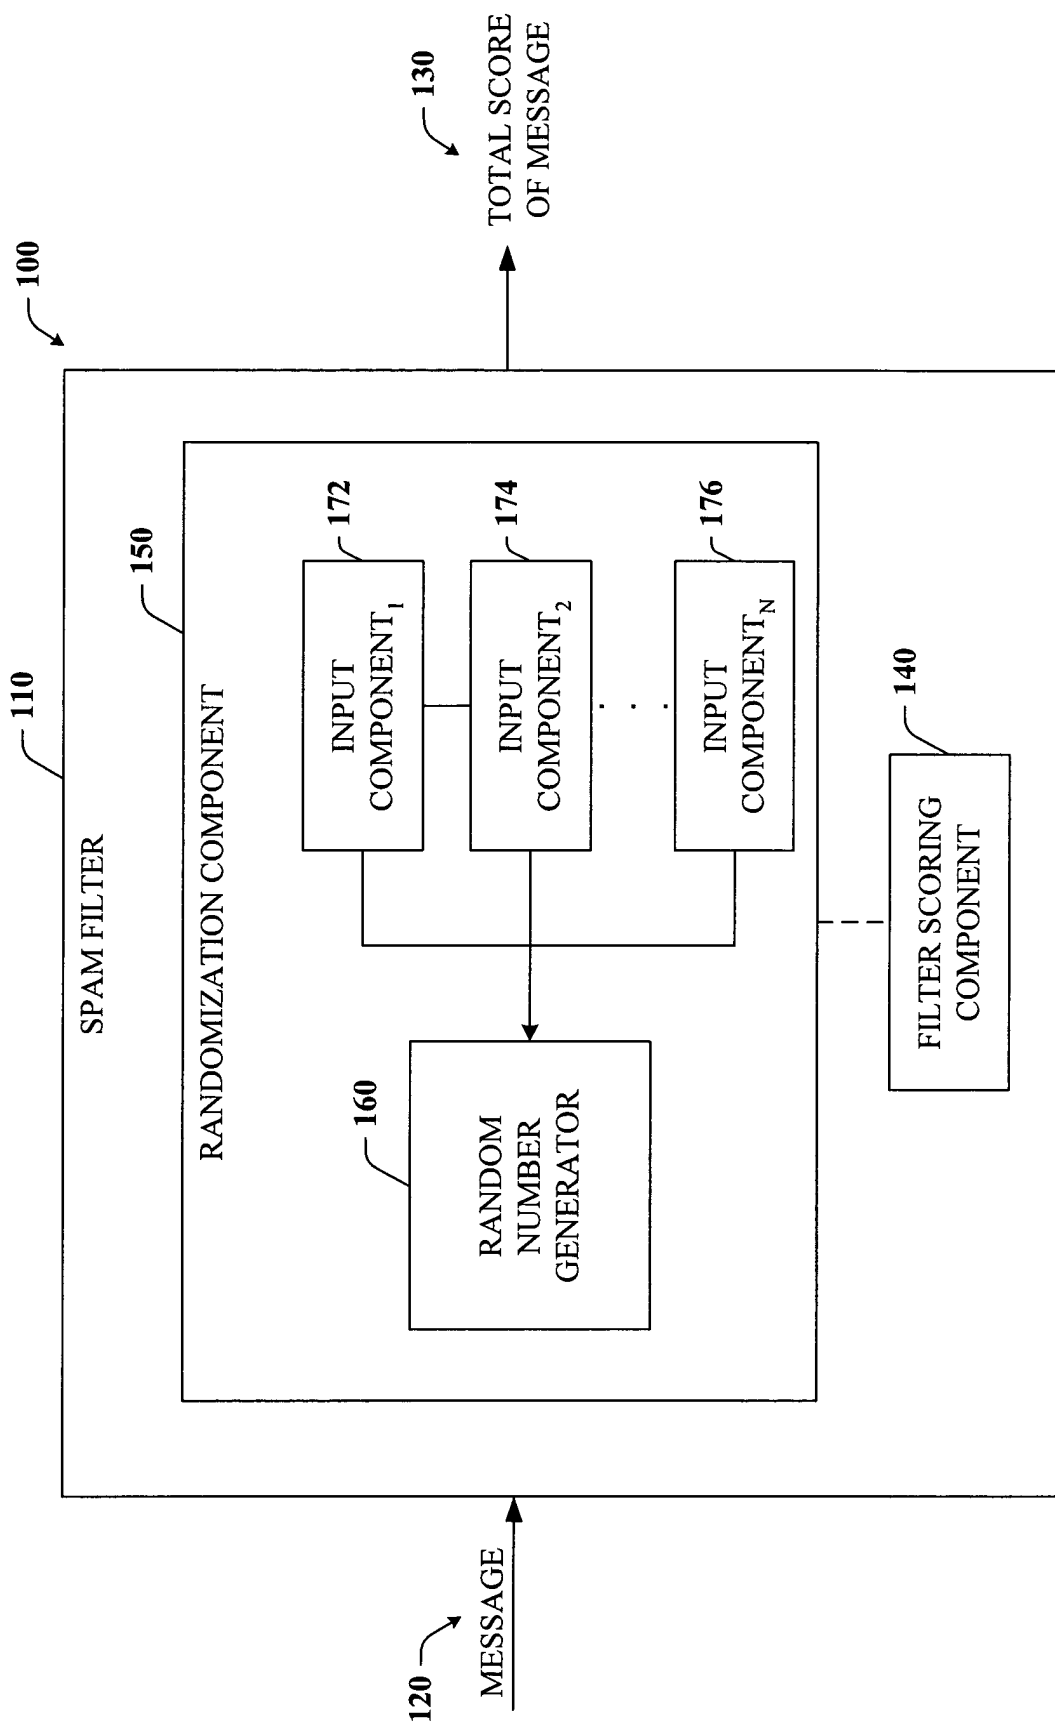 100
110
SPAM FILTER
150
RANDOMIZATION COMPONENT
160
RANDOM
NUMBER
GENERATOR
172
INPUT
COMPONENT1
174
INPUT
COMPONENT2
. . .
176
INPUT
COMPONENTN
140
FILTER SCORING
COMPONENT
120
MESSAGE
130
TOTAL SCORE
OF MESSAGE